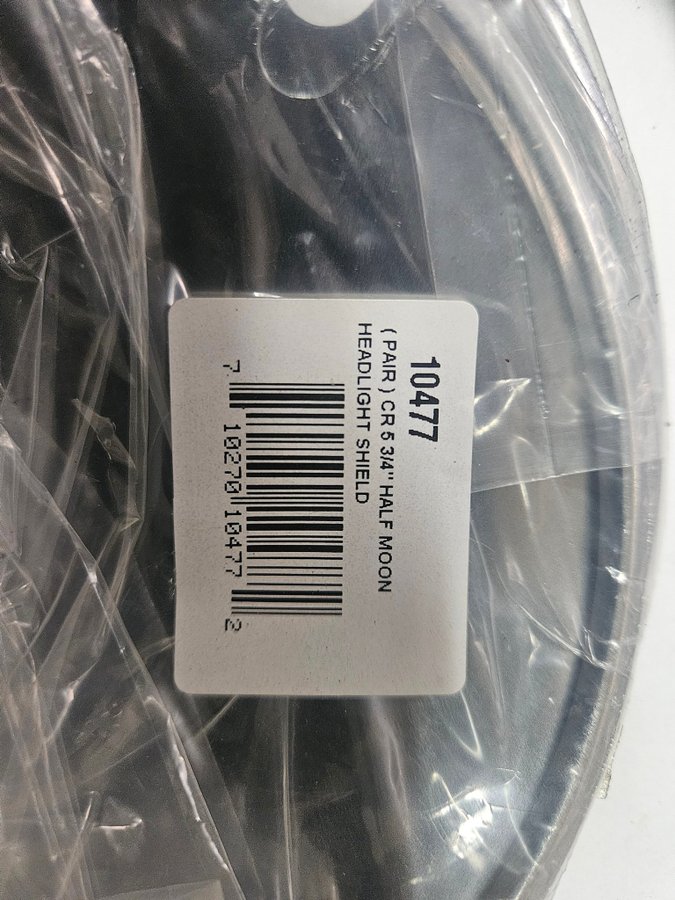 10477
( PAIR ) CR 5 3/4" HALF MOON
HEADLIGHT SHIELD
7 10270 10477 2